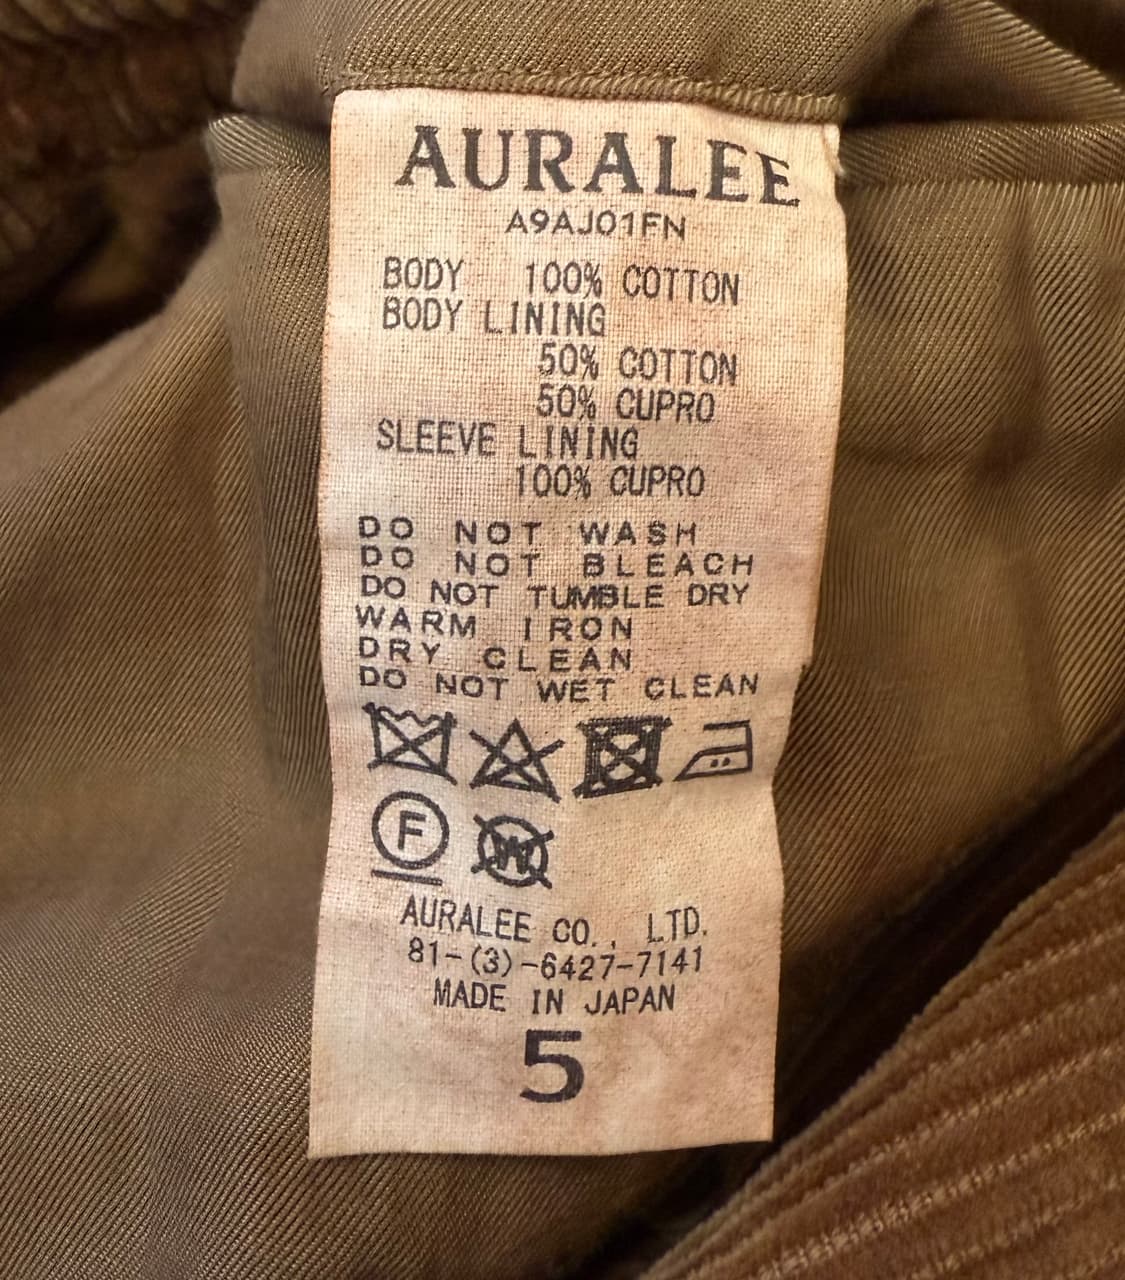 AURALEE
A9AJ01FN
BODY 100% COTTON
BODY LINING
50% COTTON
50% CUPRO
SLEEVE LINING
100% CUPRO
DO NOT WASH
DO NOT BLEACH
DO NOT TUMBLE DRY
WARM IRON
DRY CLEAN
DO NOT WET CLEAN
F W
AURALEE CO., LTD.
81-(3)-6427-7141
MADE IN JAPAN
5